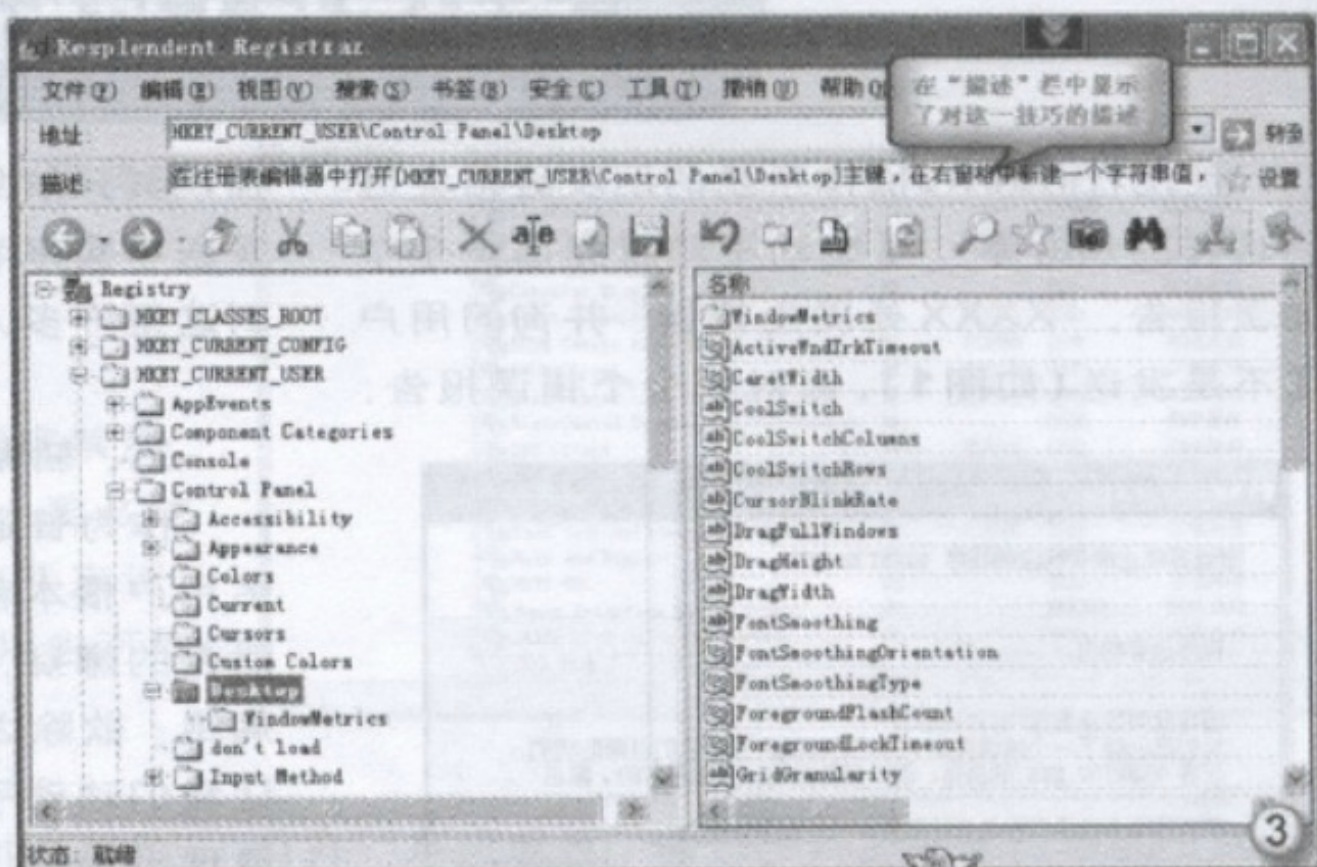 Resplendent Registrar
文件(F) 编辑(E) 视图(V) 搜索(S) 书签(B) 安全(C) 工具(T) 撤销(U) 帮助
在“描述”栏中显示
了对这一技巧的描述
地址: HKEY_CURRENT_USER\Control Panel\Desktop 转到
描述: 在注册表编辑器中打开[HKEY_CURRENT_USER\Control Panel\Desktop]主键,在右窗格中新建一个字符串值, 设置
Registry
HKEY_CLASSES_ROOT
HKEY_CURRENT_CONFIG
HKEY_CURRENT_USER
AppEvents
Component Categories
Console
Control Panel
Accessibility
Appearance
Colors
Current
Cursors
Custom Colors
Desktop
WindowMetrics
don't load
Input Method
名称
WindowMetrics
ActiveWndTrkTimeout
CaretWidth
CoolSwitch
CoolSwitchColumns
CoolSwitchRows
CursorBlinkRate
DragFullWindows
DragHeight
DragWidth
FontSmoothing
FontSmoothingOrientation
FontSmoothingType
ForegroundFlashCount
ForegroundLockTimeout
GridGranularity
3
状态: 就绪